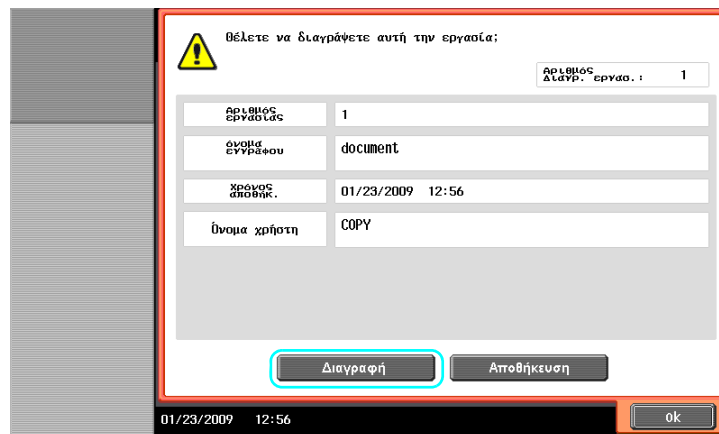 Θέλετε να διαγράψετε αυτή την εργασία;
Αριθμός
Διαγρ. εργασ.: 1
Αριθμός
εργασίας
1
όνομα
εγγράφου
document
Χρόνος
αποθήκ.
01/23/2009 12:56
Όνομα χρήστη
COPY
Διαγραφή
Αποθήκευση
01/23/2009 12:56
ok